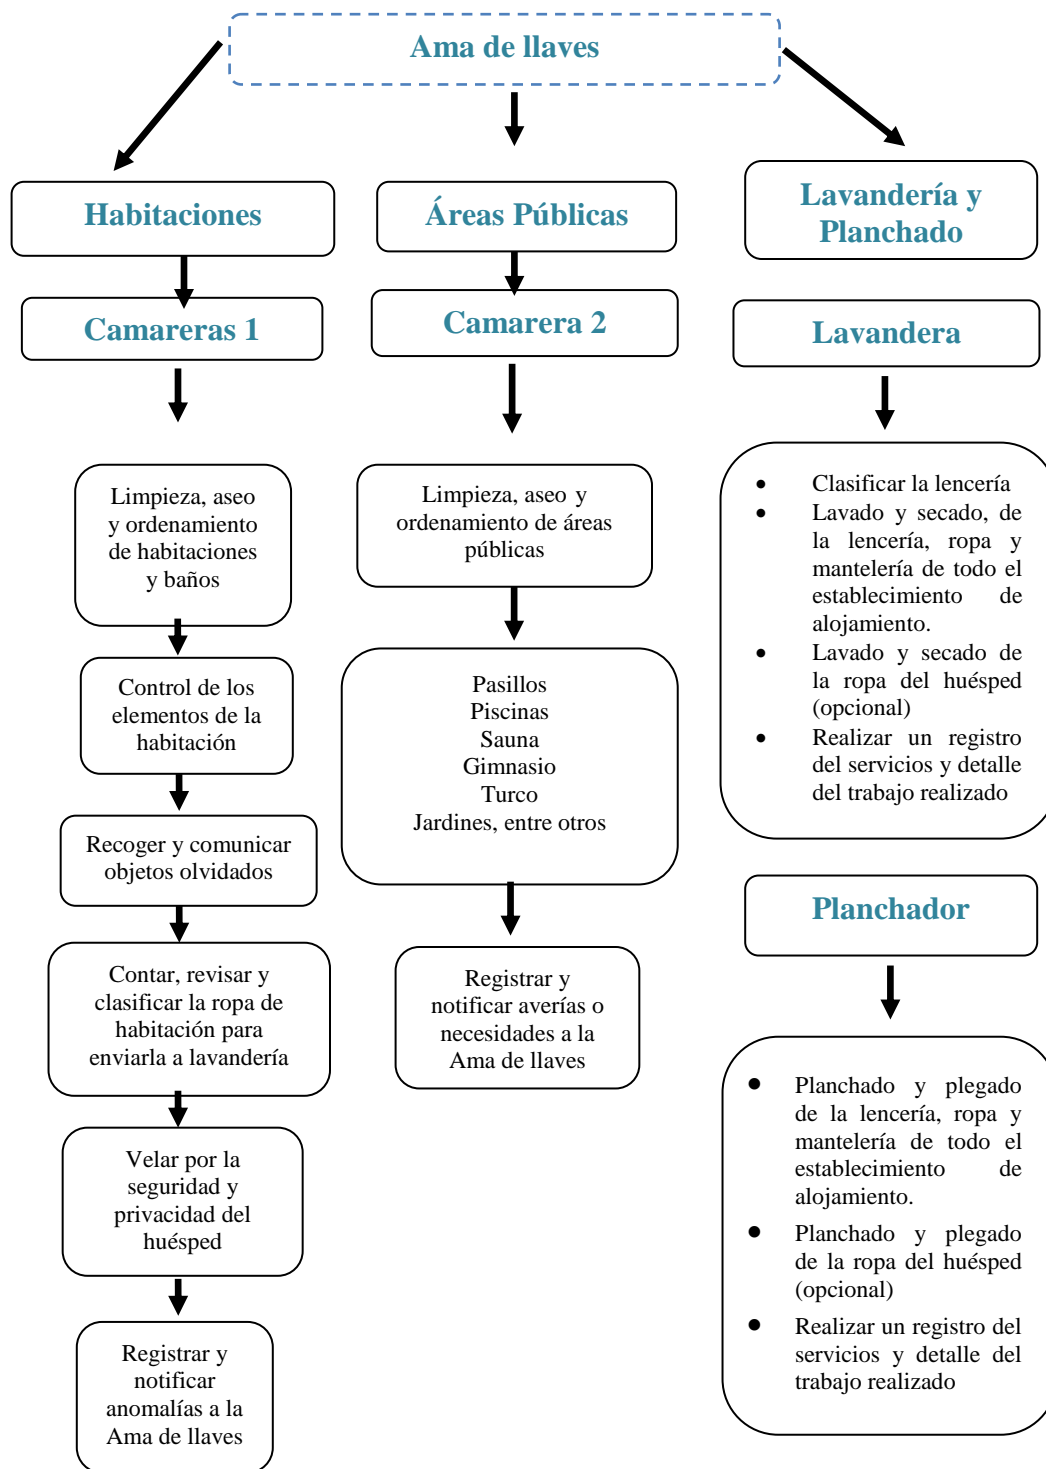 Ama de llaves
Habitaciones
Camareras 1
Limpieza, aseo
y ordenamiento
de habitaciones
y baños
Control de los
elementos de la
habitación
Recoger y comunicar
objetos olvidados
Contar, revisar y
clasificar la ropa de
habitación para
enviarla a lavandería
Velar por la
seguridad y
privacidad del
huésped
Registrar y
notificar
anomalías a la
Ama de llaves
Áreas Públicas
Camarera 2
Limpieza, aseo y
ordenamiento de áreas
públicas
Pasillos
Piscinas
Sauna
Gimnasio
Turco
Jardines, entre otros
Registrar y
notificar averías o
necesidades a la
Ama de llaves
Lavandería y
Planchado
Lavandera
• Clasificar la lencería
• Lavado y secado, de
la lencería, ropa y
mantelería de todo el
establecimiento de
alojamiento.
• Lavado y secado de
la ropa del huésped
(opcional)
• Realizar un registro
del servicios y detalle
del trabajo realizado
Planchador
• Planchado y plegado
de la lencería, ropa y
mantelería de todo el
establecimiento de
alojamiento.
• Planchado y plegado
de la ropa del huésped
(opcional)
• Realizar un registro del
servicios y detalle del
trabajo realizado